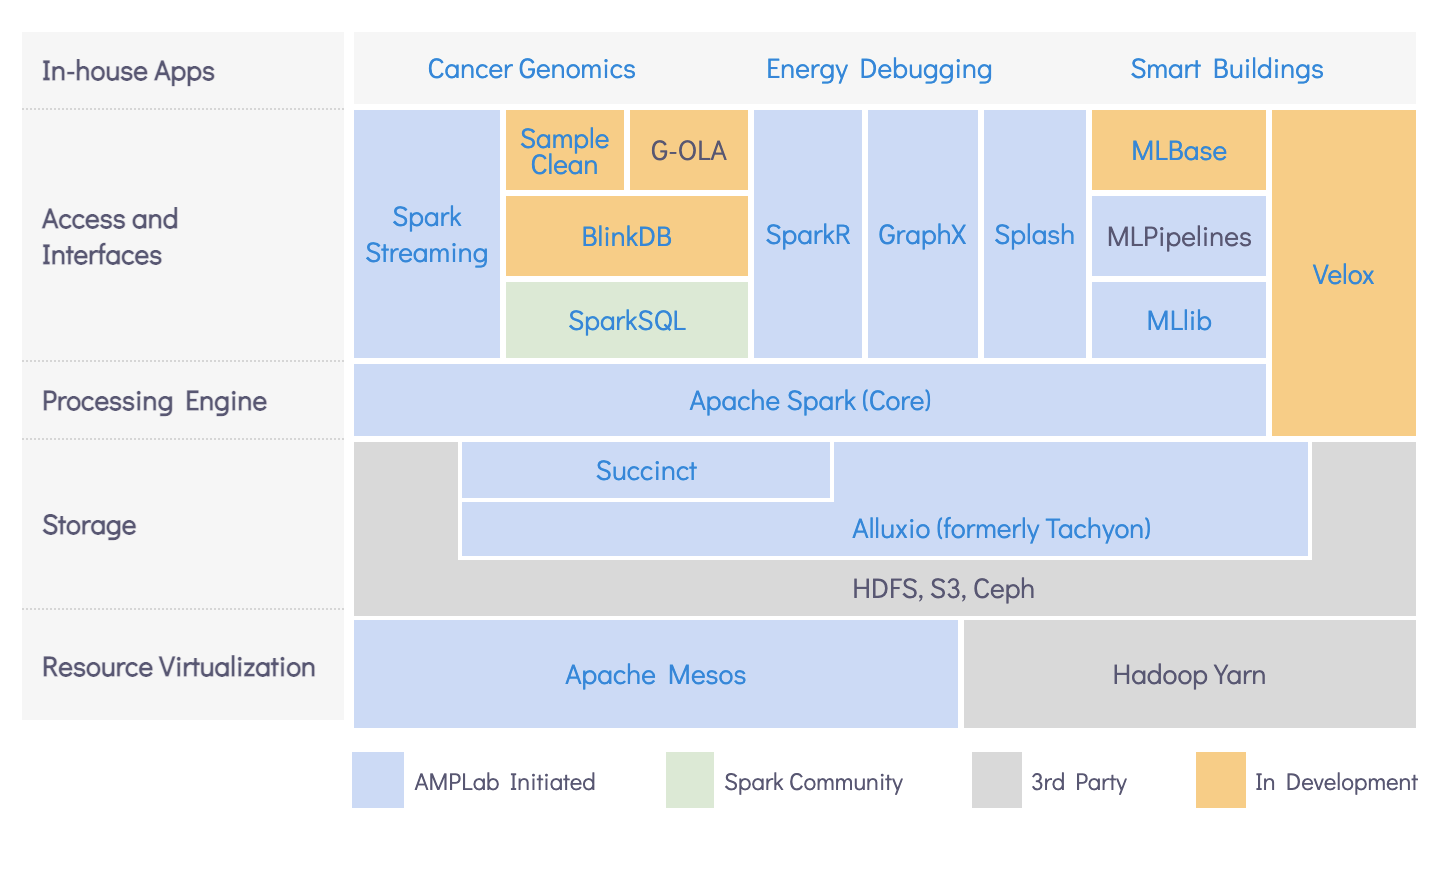 In-house Apps
Cancer Genomics
Energy Debugging
Smart Buildings
Access and
Interfaces
Spark
Streaming
Sample
Clean
G-OLA
BlinkDB
SparkSQL
SparkR
GraphX
Splash
MLBase
MLPipelines
MLlib
Velox
Processing Engine
Apache Spark (Core)
Storage
Succinct
Alluxio (formerly Tachyon)
HDFS, S3, Ceph
Resource Virtualization
Apache Mesos
Hadoop Yarn
AMPLab Initiated
Spark Community
3rd Party
In Development